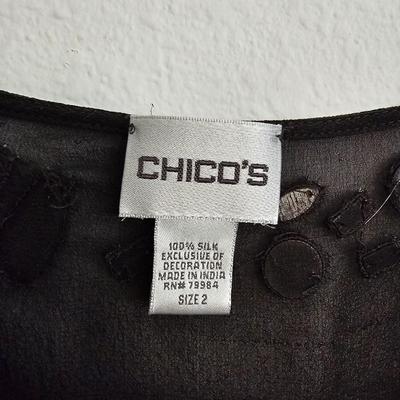 CHICO'S
100% SILK
EXCLUSIVE OF
DECORATION
MADE IN INDIA
RN# 79984
SIZE 2